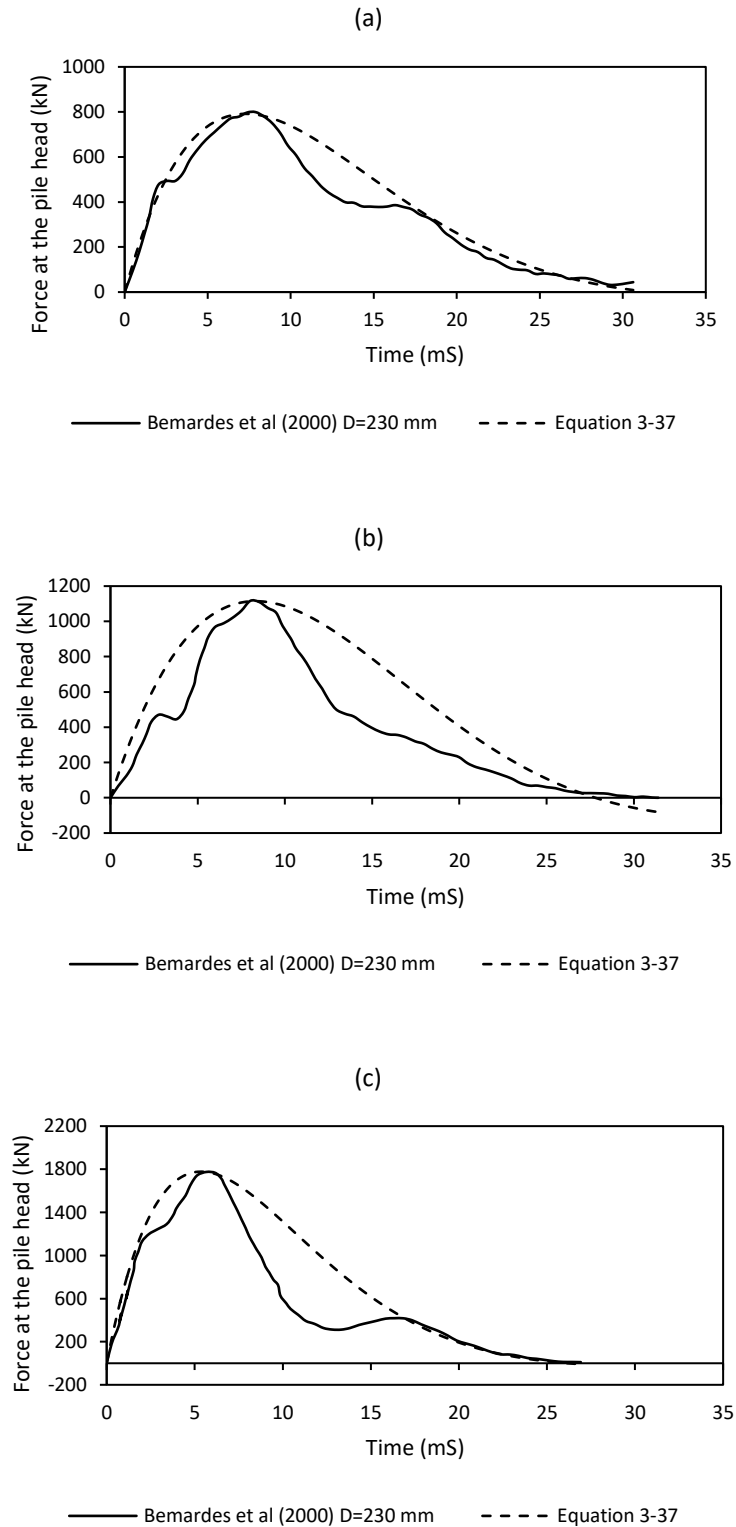 (a)
Force at the pile head (kN)
1000
800
600
400
200
0
0 5 10 15 20 25 30 35
Time (mS)
Bemardes et al (2000) D=230 mm Equation 3-37
(b)
Force at the pile head (kN)
1200
1000
800
600
400
200
0
-200
0 5 10 15 20 25 30 35
Time (mS)
Bemardes et al (2000) D=230 mm Equation 3-37
(c)
Force at the pile head (kN)
2200
1800
1400
1000
600
200
-200
0 5 10 15 20 25 30 35
Time (mS)
Bemardes et al (2000) D=230 mm Equation 3-37